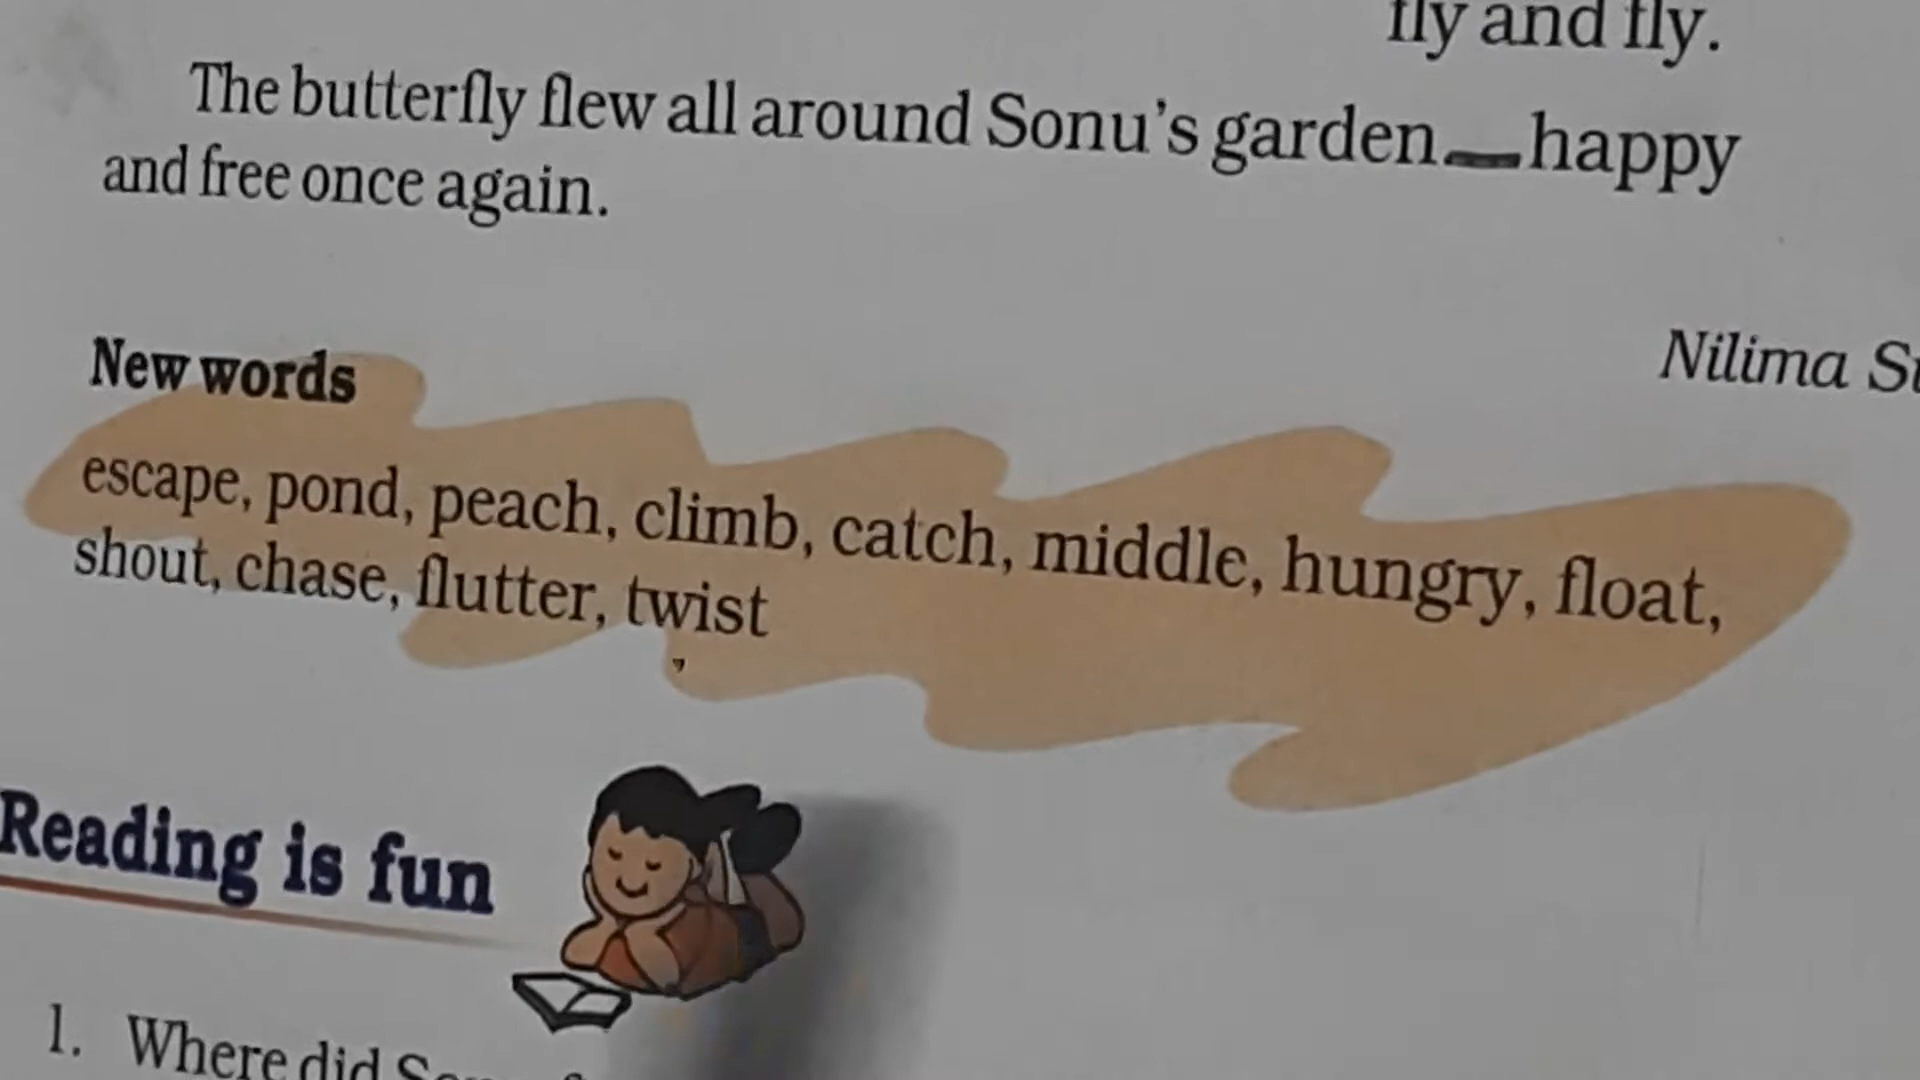 fly and fly.
The butterfly flew all around Sonu's garden — happy
and free once again.
Nilima
New words
escape, pond, peach, climb, catch, middle, hungry, float,
shout, chase, flutter, twist
Reading is fun
1. Where did